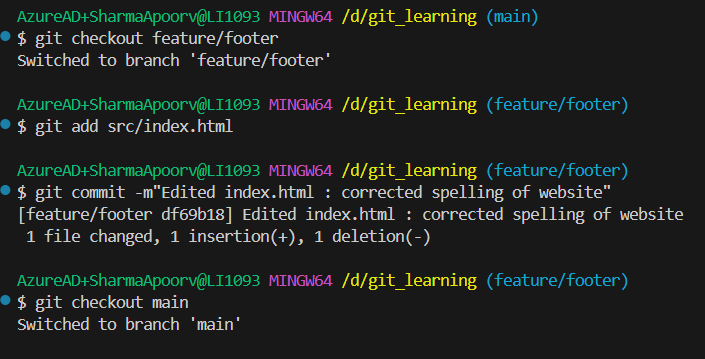 AzureAD+SharmaApoorv@LI1093 MINGW64 /d/git_learning (main)
$ git checkout feature/footer
Switched to branch 'feature/footer'
AzureAD+SharmaApoorv@LI1093 MINGW64 /d/git_learning (feature/footer)
$ git add src/index.html
AzureAD+SharmaApoorv@LI1093 MINGW64 /d/git_learning (feature/footer)
$ git commit -m"Edited index.html : corrected spelling of website"
[feature/footer df69b18] Edited index.html : corrected spelling of website
1 file changed, 1 insertion(+), 1 deletion(-)
AzureAD+SharmaApoorv@LI1093 MINGW64 /d/git_learning (feature/footer)
$ git checkout main
Switched to branch 'main'